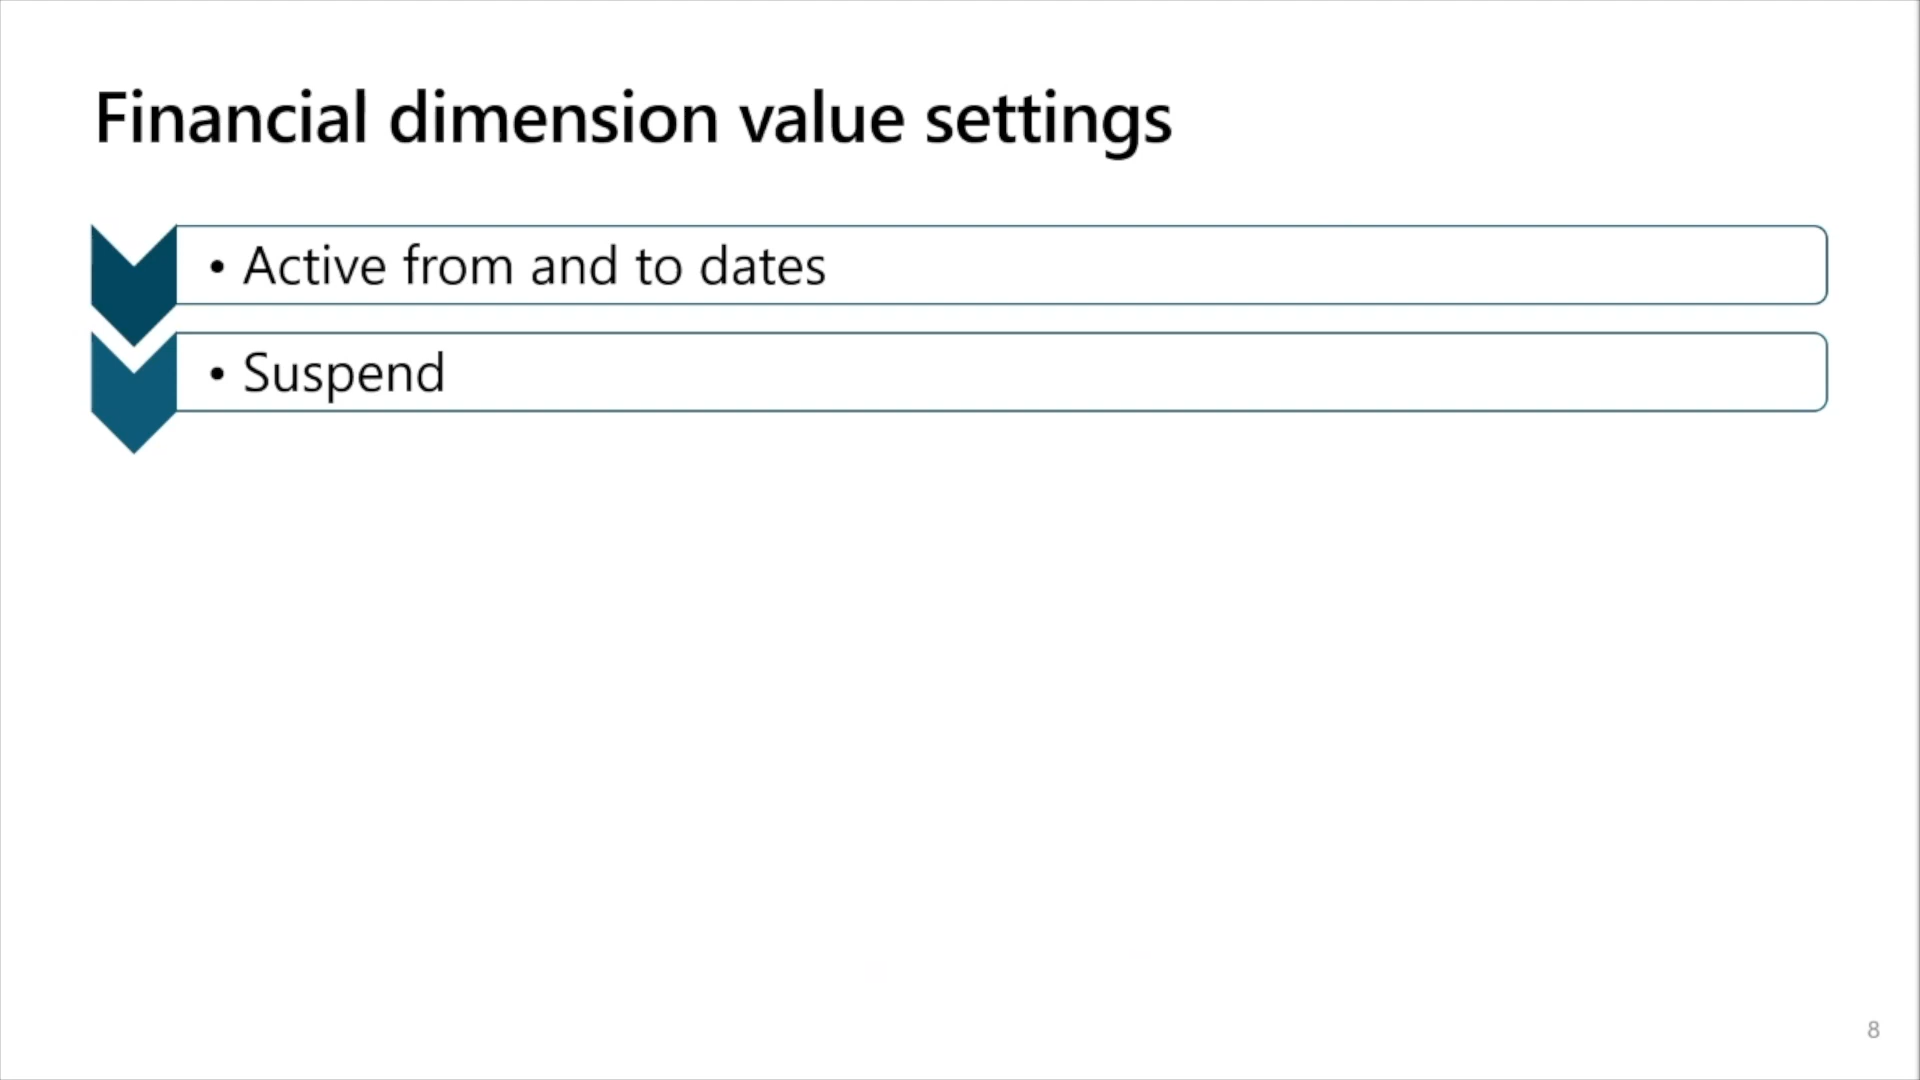 Financial dimension value settings
• Active from and to dates
• Suspend
8